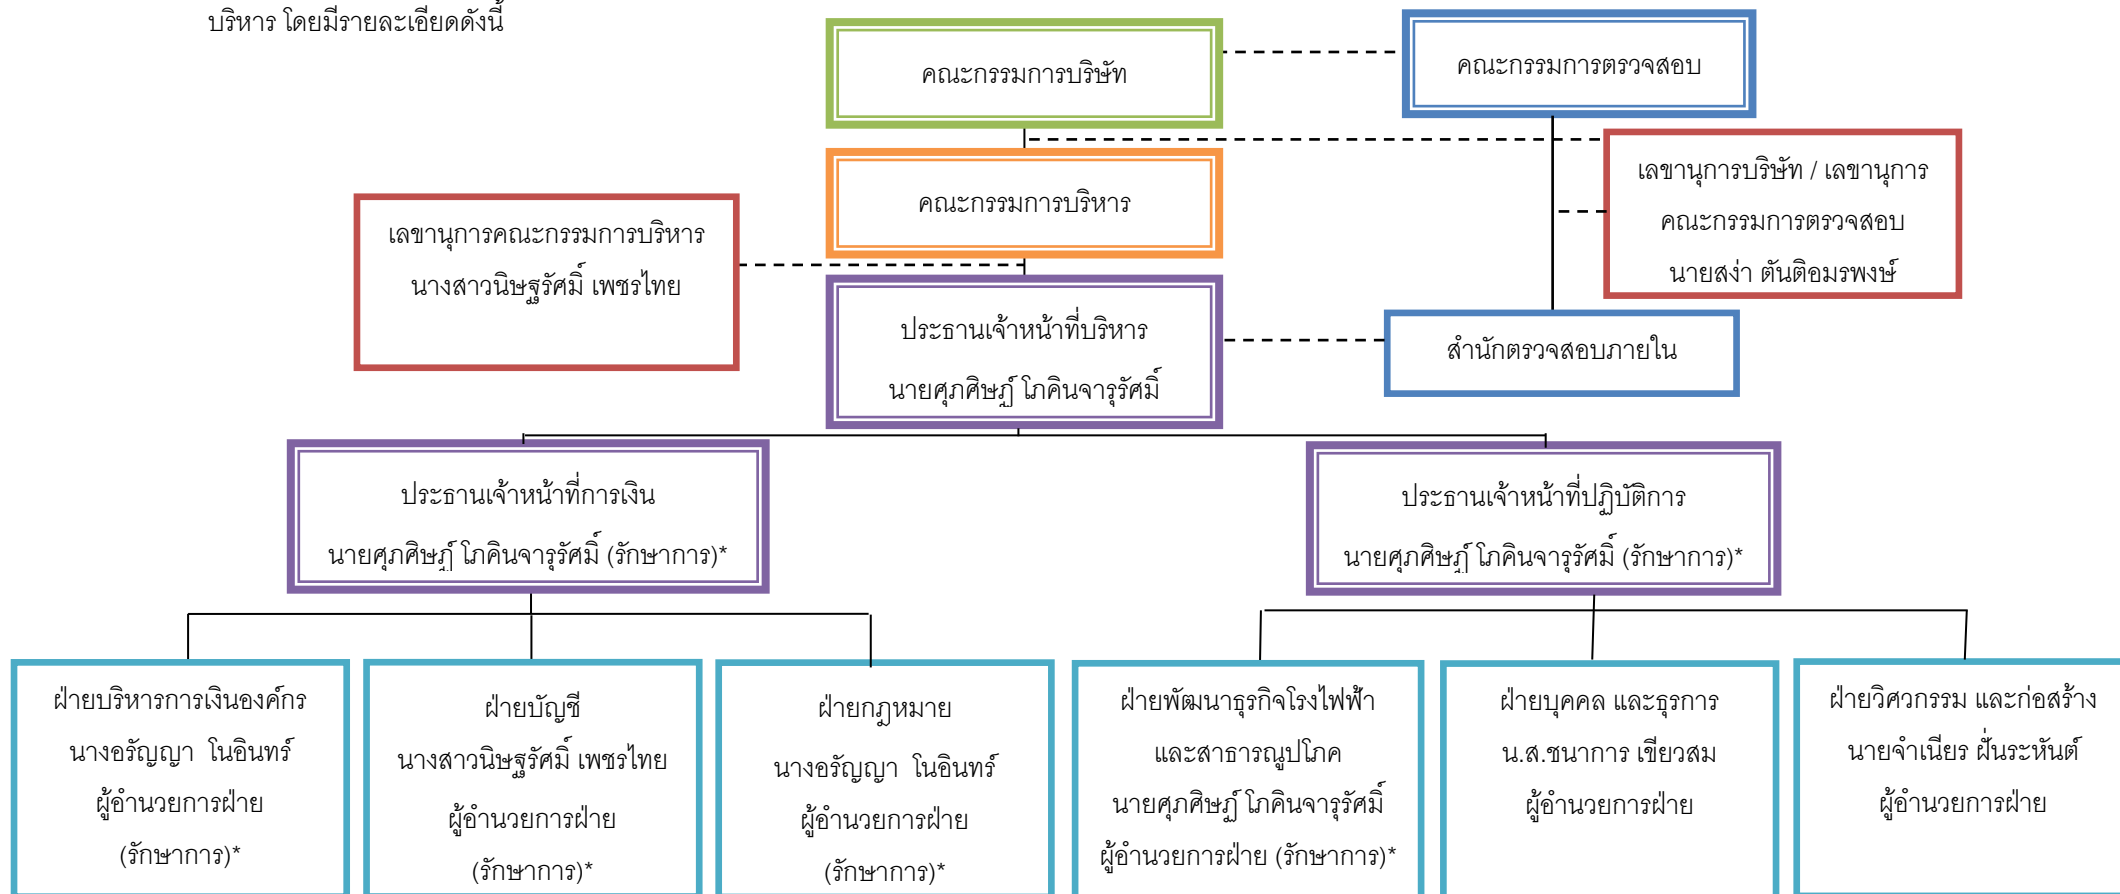 บริหาร โดยมีรายละเอียดดังนี้
คณะกรรมการบริษัท
คณะกรรมการตรวจสอบ
คณะกรรมการบริหาร
เลขานุการบริษัท / เลขานุการ
คณะกรรมการตรวจสอบ
นายสง่า ตันติอมรพงษ์
เลขานุการคณะกรรมการบริหาร
นางสาวนิษฐรัศมิ์ เพชรไทย
ประธานเจ้าหน้าที่บริหาร
นายศุภศิษฏ์ โภคินจารุรัศมิ์
สำนักตรวจสอบภายใน
ประธานเจ้าหน้าที่การเงิน
นายศุภศิษฏ์ โภคินจารุรัศมิ์ (รักษาการ)*
ประธานเจ้าหน้าที่ปฏิบัติการ
นายศุภศิษฏ์ โภคินจารุรัศมิ์ (รักษาการ)*
ฝ่ายบริหารการเงินองค์กร
นางอรัญญา โนอินทร์
ผู้อำนวยการฝ่าย
(รักษาการ)*
ฝ่ายบัญชี
นางสาวนิษฐรัศมิ์ เพชรไทย
ผู้อำนวยการฝ่าย
(รักษาการ)*
ฝ่ายกฎหมาย
นางอรัญญา โนอินทร์
ผู้อำนวยการฝ่าย
(รักษาการ)*
ฝ่ายพัฒนาธุรกิจโรงไฟฟ้า
และสาธารณูปโภค
นายศุภศิษฏ์ โภคินจารุรัศมิ์
ผู้อำนวยการฝ่าย (รักษาการ)*
ฝ่ายบุคคล และธุรการ
น.ส.ชนาการ เขียวสม
ผู้อำนวยการฝ่าย
ฝ่ายวิศวกรรม และก่อสร้าง
นายจำเนียร ฝั่นระหันต์
ผู้อำนวยการฝ่าย